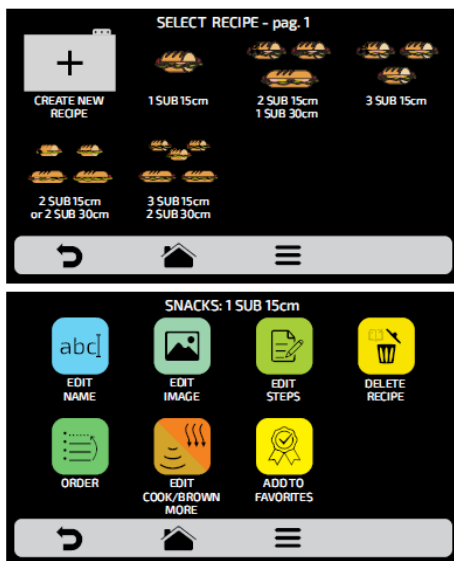 SELECT RECIPE - pag. 1
CREATE NEW
RECIPE
1 SUB 15cm
2 SUB 15cm
1 SUB 30cm
3 SUB 15cm
2 SUB 15cm
or 2 SUB 30cm
3 SUB 15cm
2 SUB 30cm
SNACKS: 1 SUB 15cm
abc
EDIT
NAME
EDIT
IMAGE
EDIT
STEPS
DELETE
RECIPE
ORDER
EDIT
COOK/BROWN
MORE
ADD TO
FAVORITES